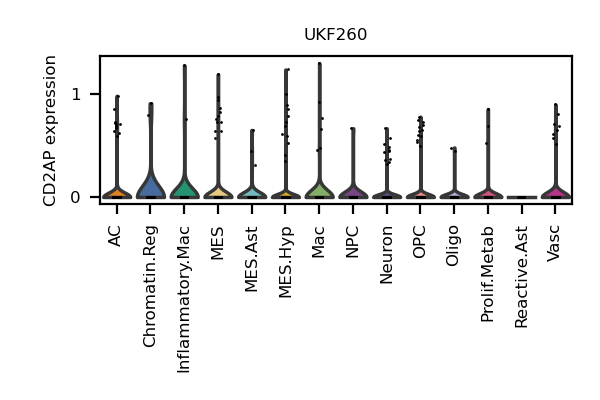 UKF260
CD2AP expression
1
0
AC
Chromatin.Reg
Inflammatory.Mac
MES
MES.Ast
MES.Hyp
Mac
NPC
Neuron
OPC
Oligo
Prolif.Metab
Reactive.Ast
Vasc